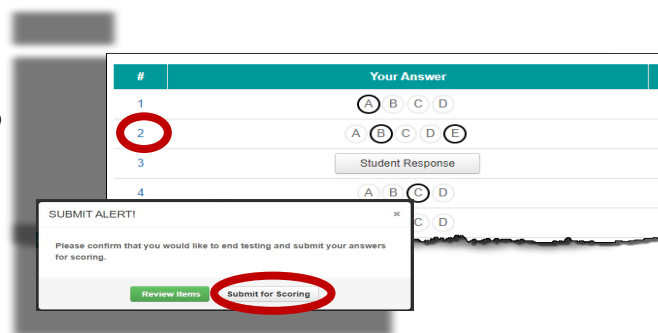 # Your Answer
1 A B C D
2 A B C D E
3 Student Response
4 A B C D
C D
SUBMIT ALERT! ×
Please confirm that you would like to end testing and submit your answers
for scoring.
Review Items Submit for Scoring